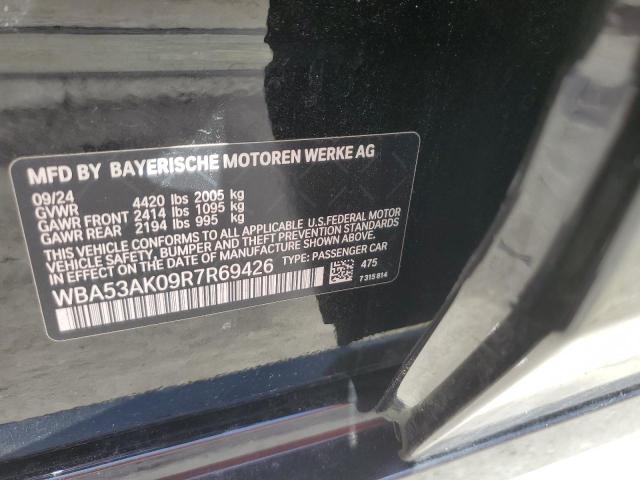 MFD BY BAYERISCHE MOTOREN WERKE AG
09/24
GVWR 4420 lbs 2005 kg
GAWR FRONT 2414 lbs 1095 kg
GAWR REAR 2194 lbs 995 kg
THIS VEHICLE CONFORMS TO ALL APPLICABLE U.S.FEDERAL MOTOR
VEHICLE SAFETY, BUMPER AND THEFT PREVENTION STANDARDS
IN EFFECT ON THE DATE OF MANUFACTURE SHOWN ABOVE.
WBA53AK09R7R69426 TYPE: PASSENGER CAR
475
7 315 814